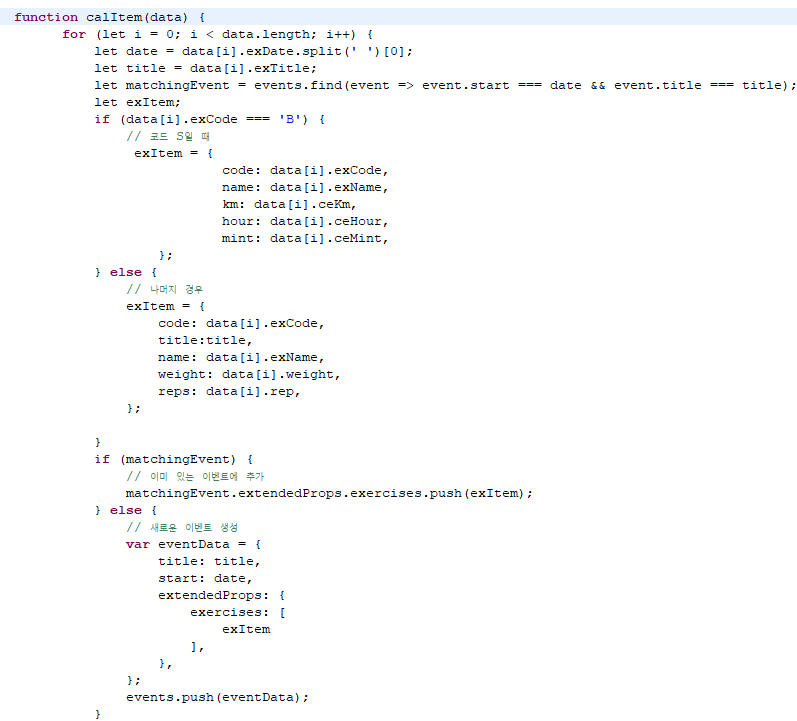 function calItem(data) {
for (let i = 0; i < data.length; i++) {
let date = data[i].exDate.split(' ')[0];
let title = data[i].exTitle;
let matchingEvent = events.find(event => event.start === date && event.title === title);
let exItem;
if (data[i].exCode === 'B') {
// 코드 S일 때
exItem = {
code: data[i].exCode,
name: data[i].exName,
km: data[i].ceKm,
hour: data[i].ceHour,
mint: data[i].ceMint,
};
} else {
// 나머지 경우
exItem = {
code: data[i].exCode,
title:title,
name: data[i].exName,
weight: data[i].weight,
reps: data[i].rep,
};
}
if (matchingEvent) {
// 이미 있는 이벤트에 추가
matchingEvent.extendedProps.exercises.push(exItem);
} else {
// 새로운 이벤트 생성
var eventData = {
title: title,
start: date,
extendedProps: {
exercises: [
exItem
],
},
};
events.push(eventData);
}